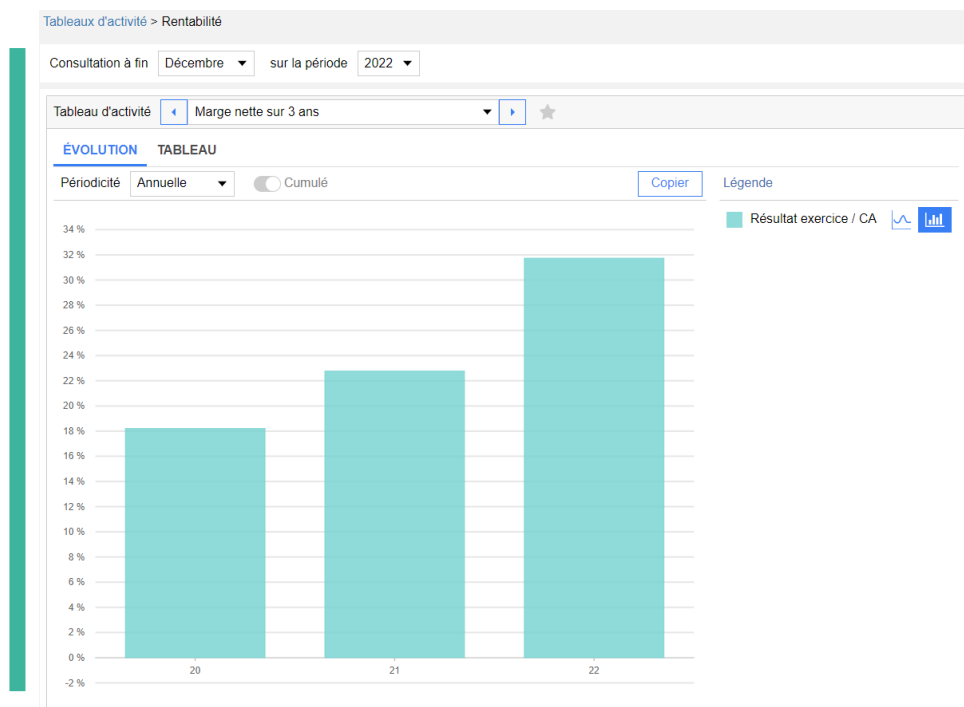 Tableaux d'activité > Rentabilité
Consultation à fin Décembre sur la période 2022
Tableau d'activité Marge nette sur 3 ans
ÉVOLUTION TABLEAU
Périodicité Annuelle Cumulé Copier Légende
Résultat exercice / CA
34 %
32 %
30 %
28 %
26 %
24 %
22 %
20 %
18 %
16 %
14 %
12 %
10 %
8 %
6 %
4 %
2 %
0 %
20 21 22
-2 %